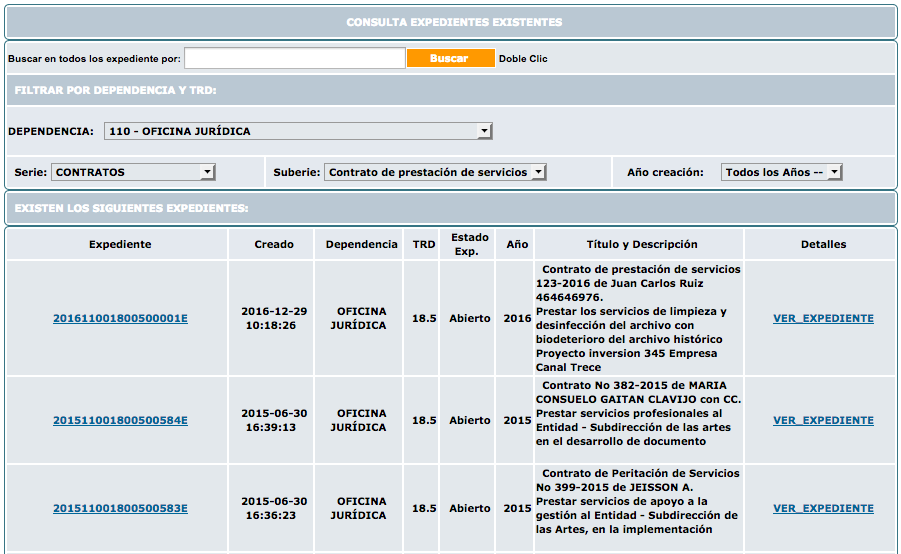 CONSULTA EXPEDIENTES EXISTENTES
Buscar en todos los expediente por: Buscar Doble Clic
FILTRAR POR DEPENDENCIA Y TRD:
DEPENDENCIA: 110 - OFICINA JURÍDICA
Serie: CONTRATOS Suberie: Contrato de prestación de servicios Año creación: Todos los Años --
EXISTEN LOS SIGUIENTES EXPEDIENTES:
Expediente Creado Dependencia TRD Estado Exp. Año Título y Descripción Detalles
201611001800500001E
2016-12-29
10:18:26
OFICINA
JURÍDICA
18.5
Abierto
2016
Contrato de prestación de servicios
123-2016 de Juan Carlos Ruiz
464646976.
Prestar los servicios de limpieza y
desinfección del archivo con
biodeterioro del archivo histórico
Proyecto inversion 345 Empresa
Canal Trece
VER_EXPEDIENTE
201511001800500584E
2015-06-30
16:39:13
OFICINA
JURÍDICA
18.5
Abierto
2015
Contrato No 382-2015 de MARIA
CONSUELO GAITAN CLAVIJO con CC.
Prestar servicios profesionales al
Entidad - Subdirección de las artes
en el desarrollo de documento
VER_EXPEDIENTE
201511001800500583E
2015-06-30
16:36:23
OFICINA
JURÍDICA
18.5
Abierto
2015
Contrato de Peritación de Servicios
No 399-2015 de JEISSON A.
Prestar servicios de apoyo a la
gestión al Entidad - Subdirección de
las Artes, en la implementación
VER_EXPEDIENTE